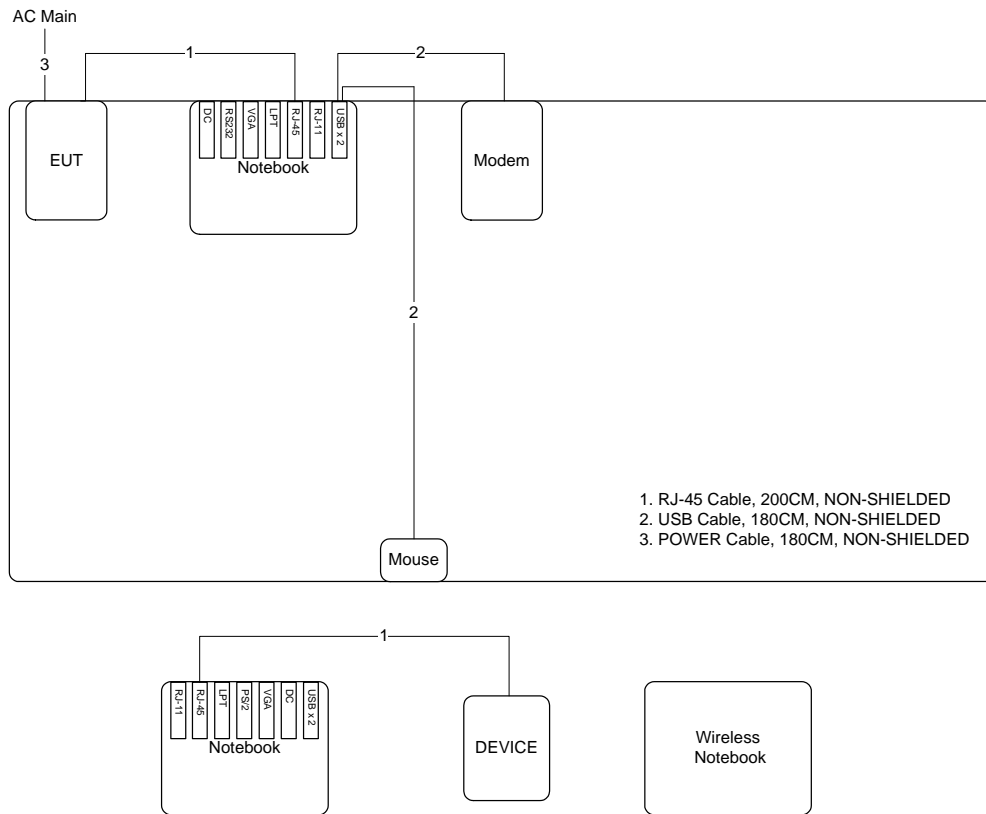 AC Main
3
1
2
EUT
DC
RS232
VGA
LPT
RJ-45
RJ-11
USB x 2
Notebook
Modem
2
1. RJ-45 Cable, 200CM, NON-SHIELDED
2. USB Cable, 180CM, NON-SHIELDED
3. POWER Cable, 180CM, NON-SHIELDED
Mouse
1
RJ-11
RJ-45
LPT
PS/2
VGA
DC
USB x 2
Notebook
DEVICE
Wireless
Notebook